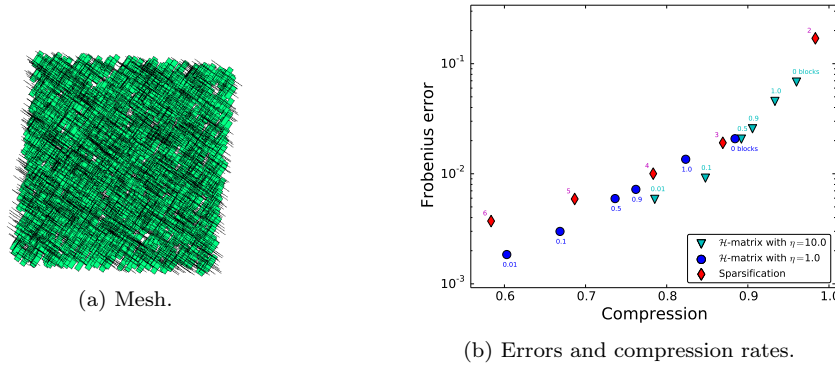 (a) Mesh.
Frobenius error
10⁻¹
10⁻²
10⁻³
2
0 blocks
1.0
0.9
0.5
3
0 blocks
4
1.0
0.1
5
0.01
0.9
0.5
6
0.1
0.01
ℋ-matrix with η=10.0
ℋ-matrix with η=1.0
Sparsification
0.6 0.7 0.8 0.9 1.0
Compression
(b) Errors and compression rates.